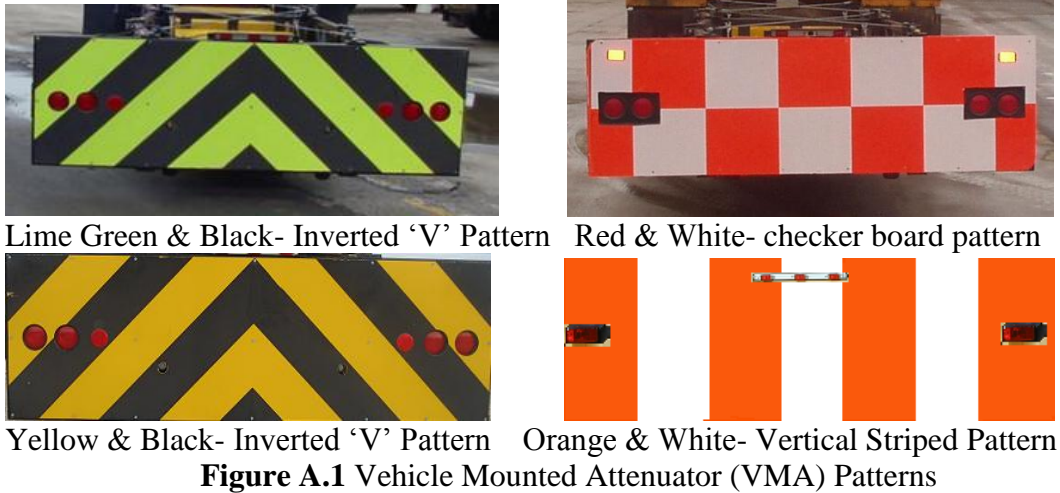 Lime Green & Black- Inverted ‘V’ Pattern
Red & White- checker board pattern
Yellow & Black- Inverted ‘V’ Pattern
Orange & White- Vertical Striped Pattern
Figure A.1 Vehicle Mounted Attenuator (VMA) Patterns